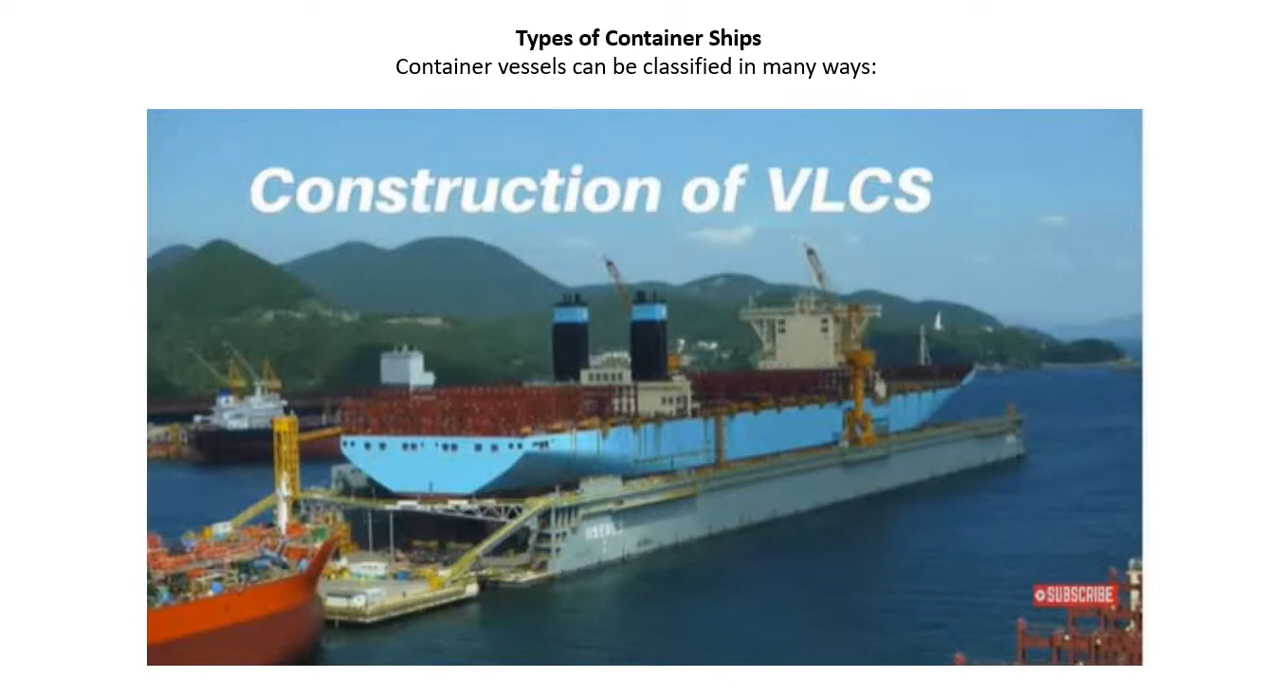 Types of Container Ships
Container vessels can be classified in many ways:
Construction of VLCS
SUBSCRIBE